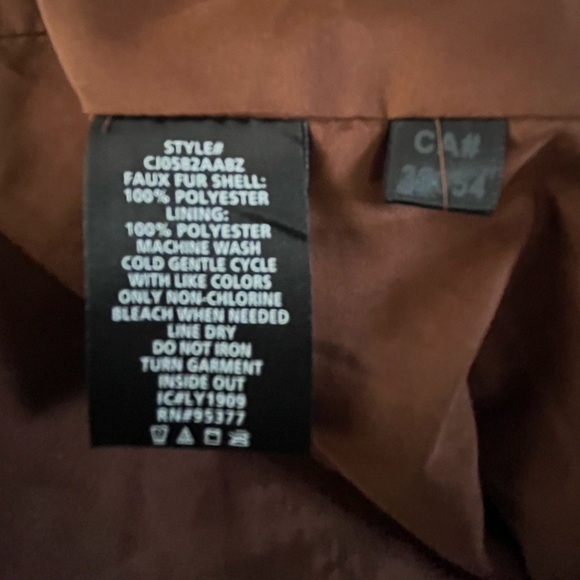 STYLE#
CJ0582AA8Z
FAUX FUR SHELL:
100% POLYESTER
LINING:
100% POLYESTER
MACHINE WASH
COLD GENTLE CYCLE
WITH LIKE COLORS
ONLY NON-CHLORINE
BLEACH WHEN NEEDED
LINE DRY
DO NOT IRON
TURN GARMENT
INSIDE OUT
IC#LY1909
RN#95377
CA#